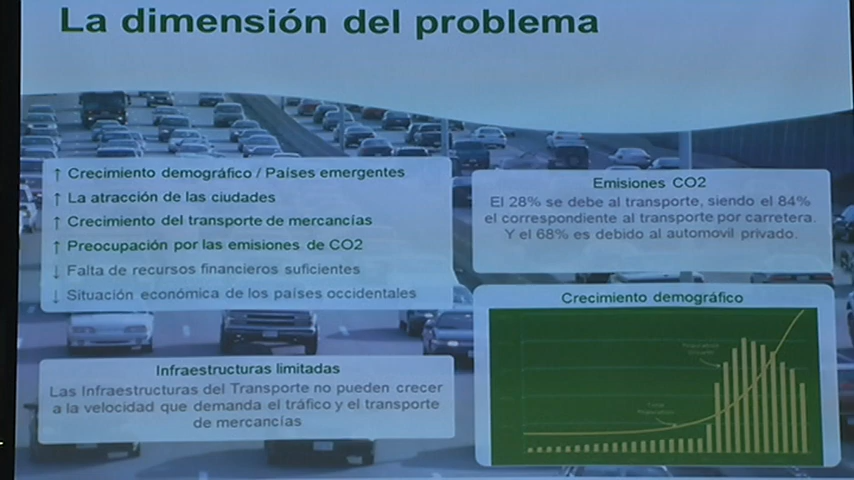 La dimensión del problema
↑ Crecimiento demográfico / Países emergentes
↑ La atracción de las ciudades
↑ Crecimiento del transporte de mercancías
↑ Preocupación por las emisiones de CO2
↓ Falta de recursos financieros suficientes
↓ Situación económica de los países occidentales
Emisiones CO2
El 28% se debe al transporte, siendo el 84%
el correspondiente al transporte por carretera.
Y el 68% es debido al automovil privado.
Crecimiento demográfico
Infraestructuras limitadas
Las Infraestructuras del Transporte no pueden crecer
a la velocidad que demanda el tráfico y el transporte
de mercancías